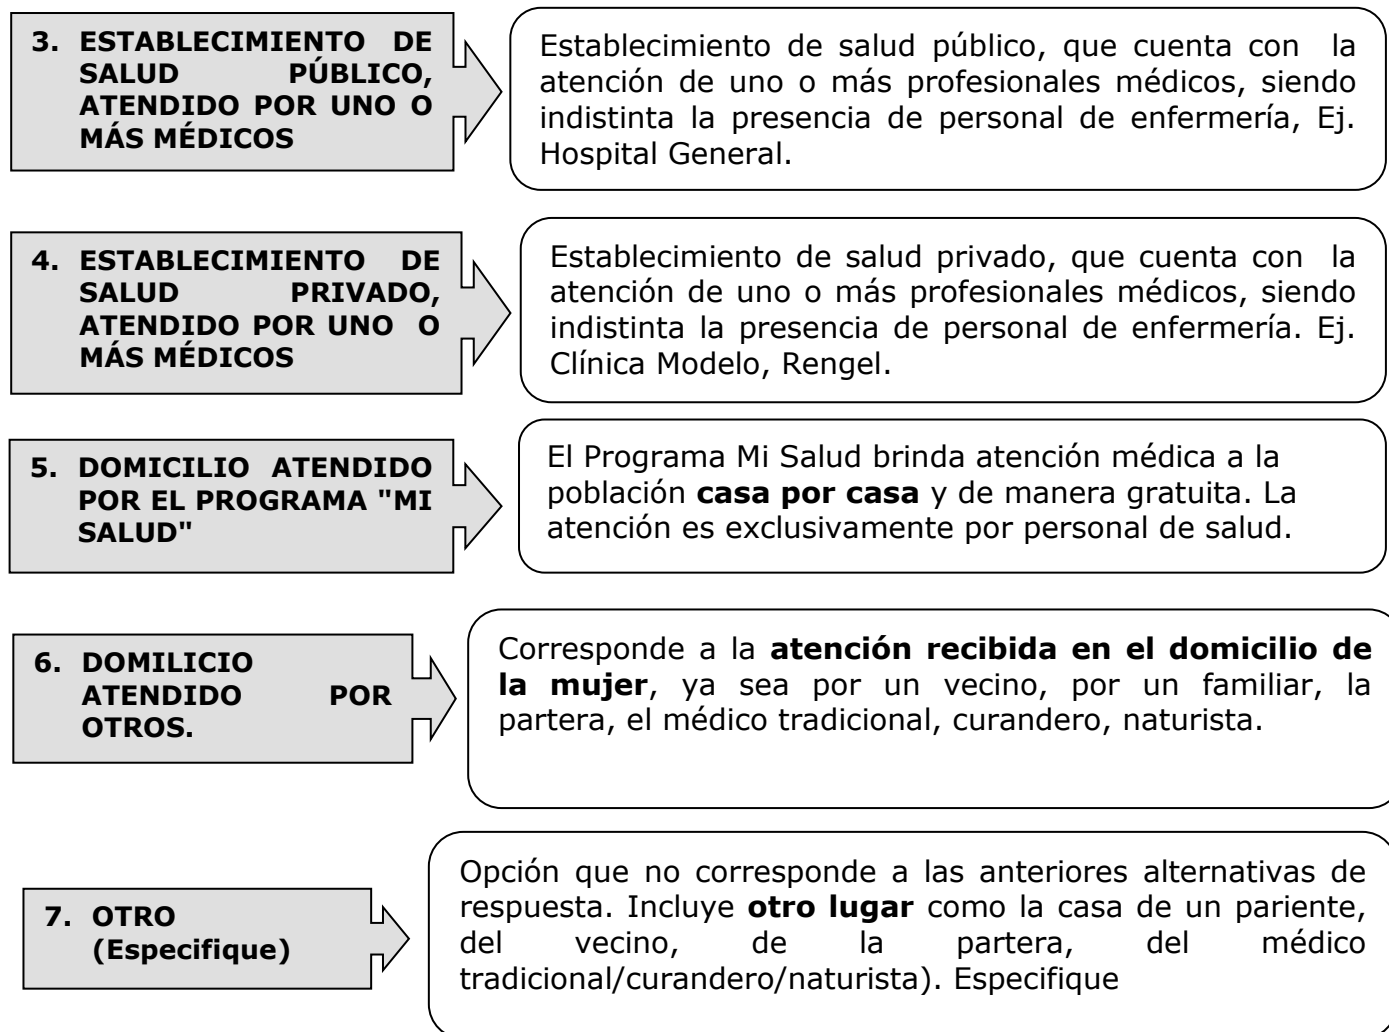 3. ESTABLECIMIENTO DE
SALUD PÚBLICO,
ATENDIDO POR UNO O
MÁS MÉDICOS
Establecimiento de salud público, que cuenta con la
atención de uno o más profesionales médicos, siendo
indistinta la presencia de personal de enfermería, Ej.
Hospital General.
4. ESTABLECIMIENTO DE
SALUD PRIVADO,
ATENDIDO POR UNO O
MÁS MÉDICOS
Establecimiento de salud privado, que cuenta con la
atención de uno o más profesionales médicos, siendo
indistinta la presencia de personal de enfermería. Ej.
Clínica Modelo, Rengel.
5. DOMICILIO ATENDIDO
POR EL PROGRAMA "MI
SALUD"
El Programa Mi Salud brinda atención médica a la
población casa por casa y de manera gratuita. La
atención es exclusivamente por personal de salud.
6. DOMILICIO
ATENDIDO POR
OTROS.
Corresponde a la atención recibida en el domicilio de
la mujer, ya sea por un vecino, por un familiar, la
partera, el médico tradicional, curandero, naturista.
7. OTRO
(Especifique)
Opción que no corresponde a las anteriores alternativas de
respuesta. Incluye otro lugar como la casa de un pariente,
del vecino, de la partera, del médico
tradicional/curandero/naturista). Especifique